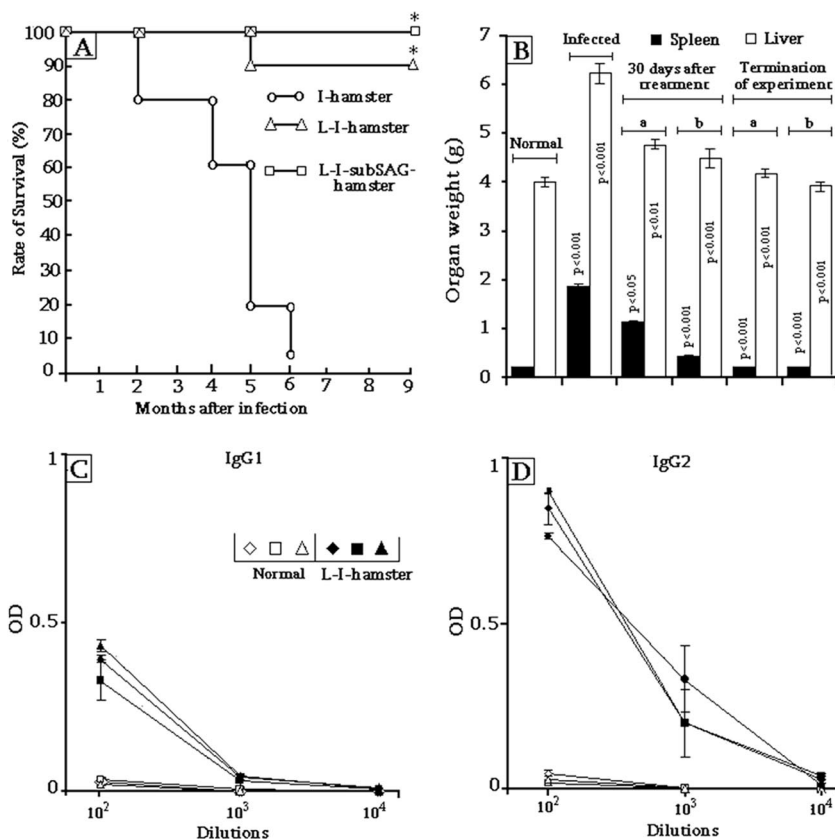 A
Rate of Survival (%)
100
90
80
70
60
50
40
30
20
10
0
*
*
I-hamster
L-I-hamster
L-I-subSAG-
hamster
1 2 3 4 5 6 7 8 9
Months after infection
B
Spleen Liver
Organ weight (g)
7
6
5
4
3
2
1
0
Normal
Infected
30 days after
treatment
Termination
of experiment
a b a b
p<0.001
p<0.001
p<0.05
p<0.01
p<0.001
p<0.001
p<0.001
p<0.001
p<0.001
p<0.001
C
IgG1
OD
1
0.5
0
Normal L-I-hamster
10² 10³ 10⁴
Dilutions
D
IgG2
OD
1
0.5
0
10² 10³ 10⁴
Dilutions